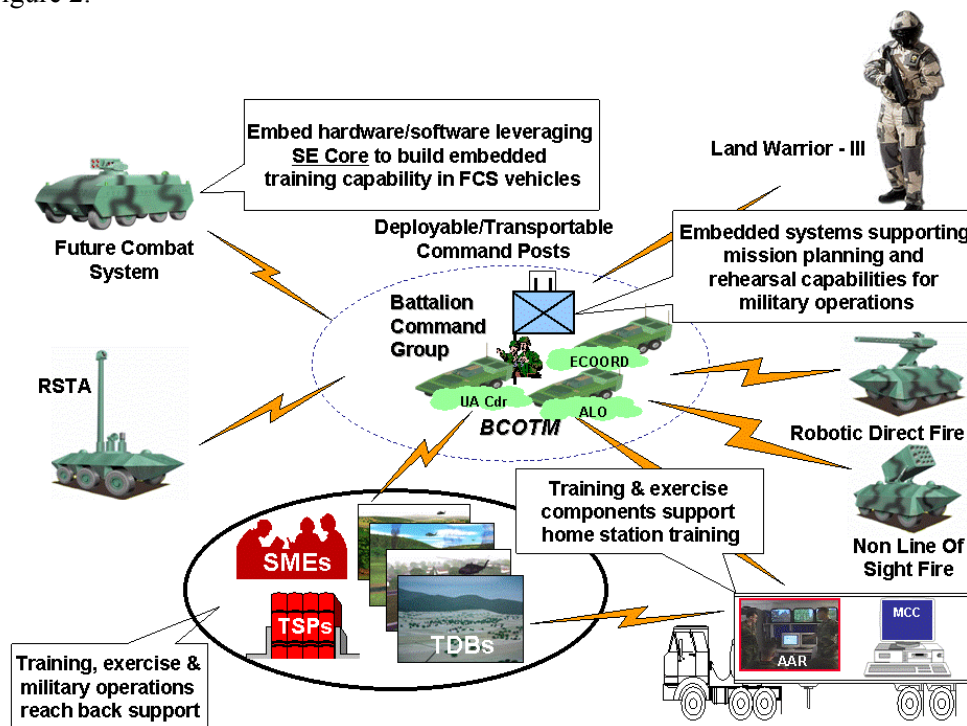 igure 2.
Embed hardware/software leveraging
SE Core to build embedded
training capability in FCS vehicles
Land Warrior - III
Future Combat
System
Deployable/Transportable
Command Posts
Embedded systems supporting
mission planning and
rehearsal capabilities for
military operations
Battalion
Command
Group
ECOORD
UA Cdr
ALO
BCOTM
RSTA
Robotic Direct Fire
Non Line Of
Sight Fire
Training & exercise
components support
home station training
SMEs
TSPs
TDBs
AAR
MCC
Training, exercise &
military operations
reach back support